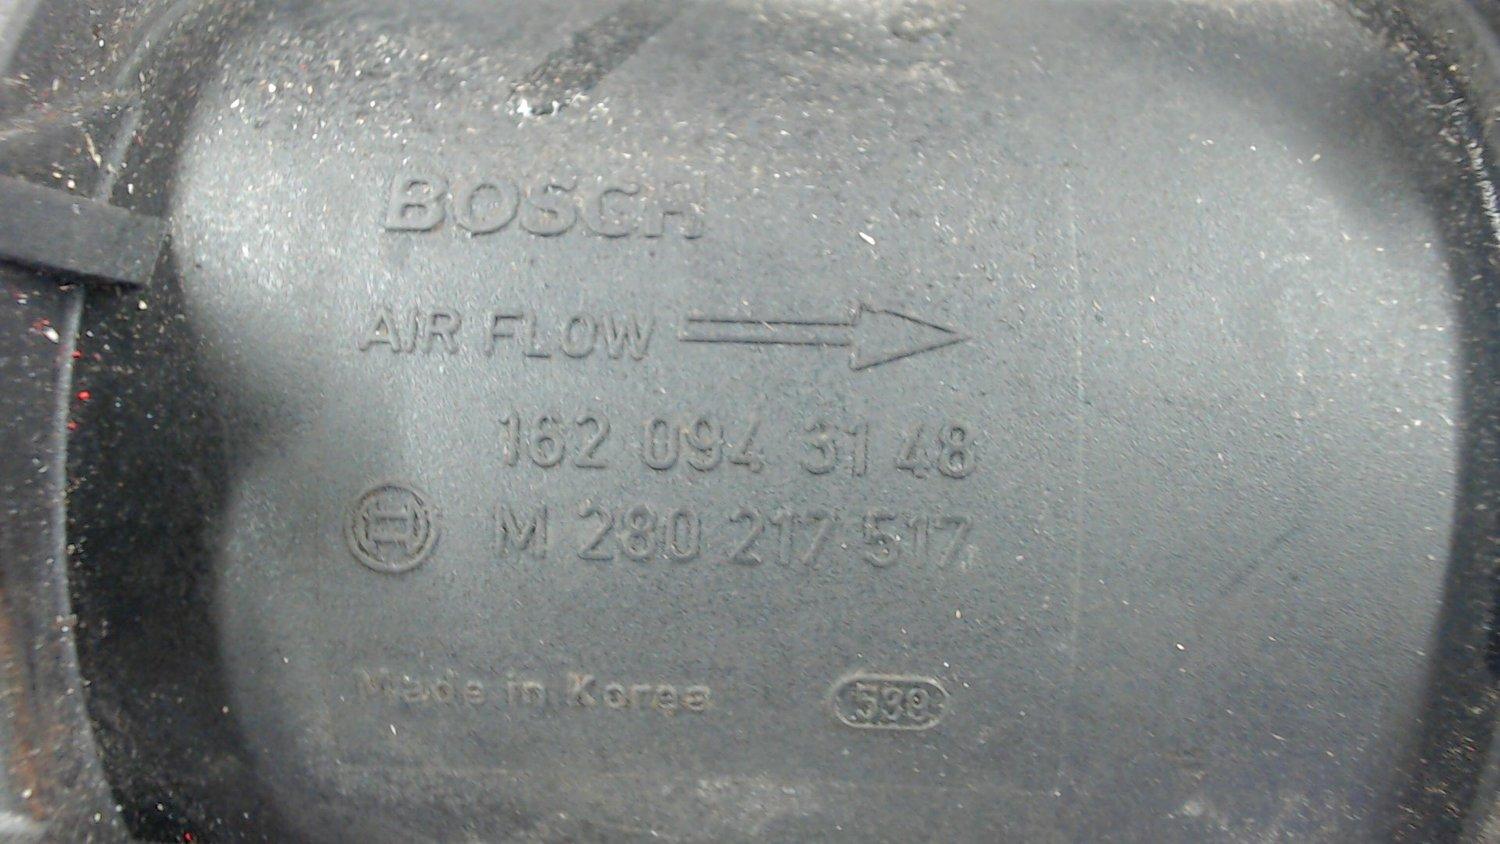 BOSCH
AIR FLOW
162 094 31 48
M 280 217 517
Made in Korea 538